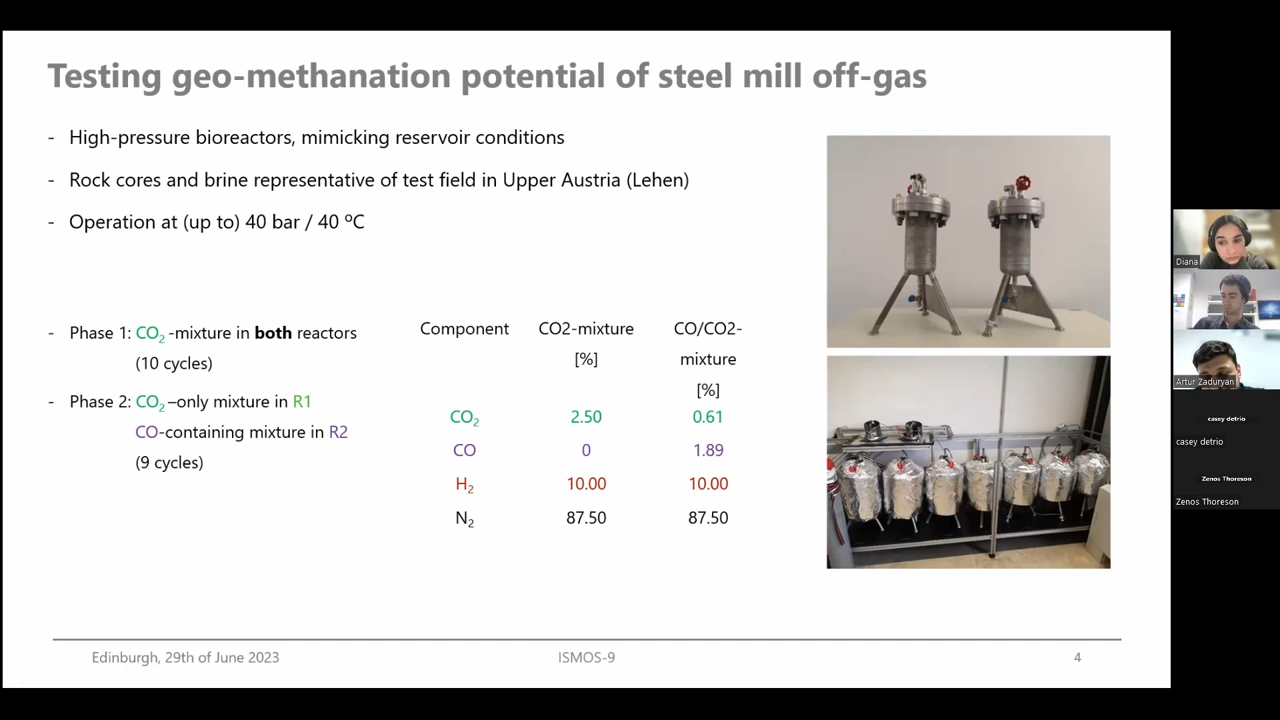 Testing geo-methanation potential of steel mill off-gas
- High-pressure bioreactors, mimicking reservoir conditions
- Rock cores and brine representative of test field in Upper Austria (Lehen)
- Operation at (up to) 40 bar / 40 ºC
- Phase 1: CO₂ -mixture in both reactors
(10 cycles)
- Phase 2: CO₂ –only mixture in R1
CO-containing mixture in R2
(9 cycles)
Component CO2-mixture CO/CO2-
[%] mixture
[%]
CO₂ 2.50 0.61
CO 0 1.89
H₂ 10.00 10.00
N₂ 87.50 87.50
Edinburgh, 29th of June 2023 ISMOS-9 4
Diana
Artur Zaduryan
casey detrio
casey detrio
Zenos Thoreson
Zenos Thoreson